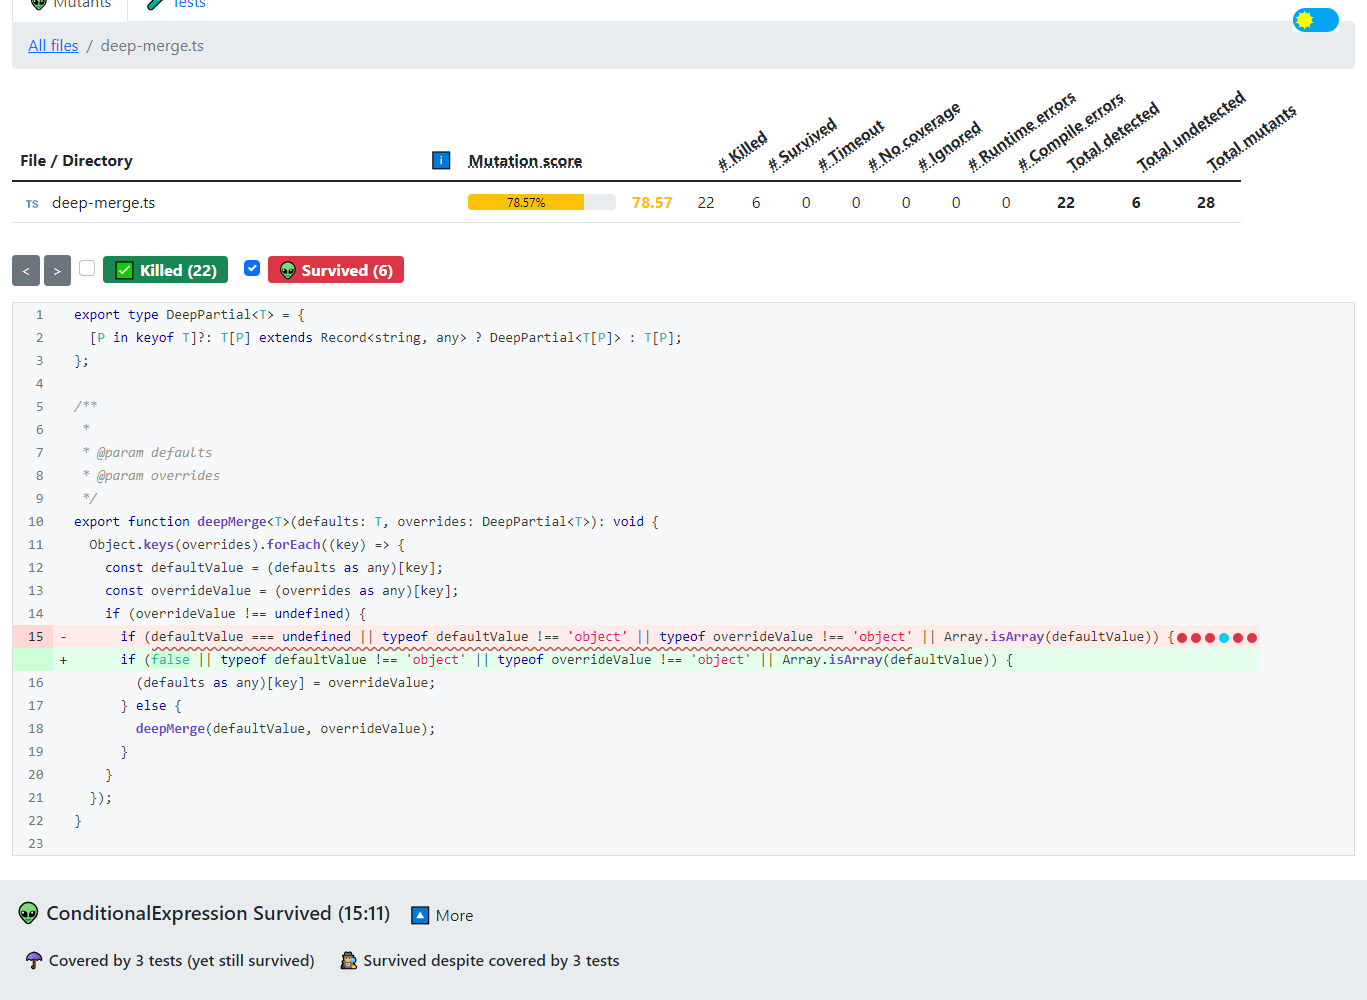 Mutants Tests
All files / deep-merge.ts
File / Directory i Mutation score # Killed # Survived # Timeout # No coverage # Ignored # Runtime errors # Compile errors Total detected Total undetected Total mutants
TS deep-merge.ts 78.57% 78.57 22 6 0 0 0 0 0 22 6 28
< > Killed (22) Survived (6)
1 export type DeepPartial<T> = {
2 [P in keyof T]?: T[P] extends Record<string, any> ? DeepPartial<T[P]> : T[P];
3 };
4
5 /**
6 *
7 * @param defaults
8 * @param overrides
9 */
10 export function deepMerge<T>(defaults: T, overrides: DeepPartial<T>): void {
11 Object.keys(overrides).forEach((key) => {
12 const defaultValue = (defaults as any)[key];
13 const overrideValue = (overrides as any)[key];
14 if (overrideValue !== undefined) {
15 - if (defaultValue === undefined || typeof defaultValue !== 'object' || typeof overrideValue !== 'object' || Array.isArray(defaultValue)) {
+ if (false || typeof defaultValue !== 'object' || typeof overrideValue !== 'object' || Array.isArray(defaultValue)) {
16 (defaults as any)[key] = overrideValue;
17 } else {
18 deepMerge(defaultValue, overrideValue);
19 }
20 }
21 });
22 }
23
ConditionalExpression Survived (15:11) More
Covered by 3 tests (yet still survived) Survived despite covered by 3 tests